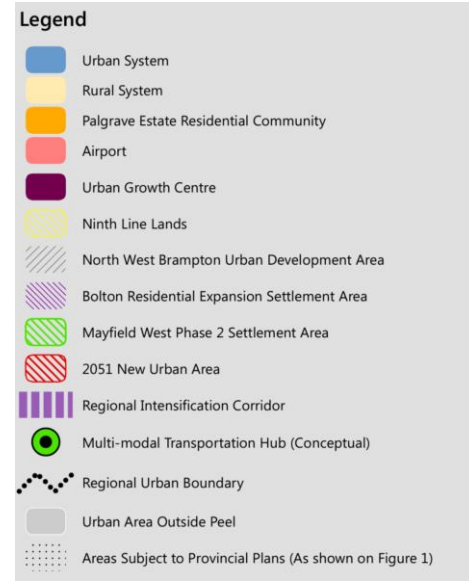 Legend
Urban System
Rural System
Palgrave Estate Residential Community
Airport
Urban Growth Centre
Ninth Line Lands
North West Brampton Urban Development Area
Bolton Residential Expansion Settlement Area
Mayfield West Phase 2 Settlement Area
2051 New Urban Area
Regional Intensification Corridor
Multi-modal Transportation Hub (Conceptual)
Regional Urban Boundary
Urban Area Outside Peel
Areas Subject to Provincial Plans (As shown on Figure 1)